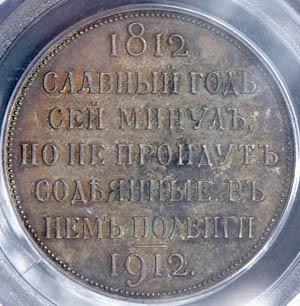 1812
СЛАВНЫЙ ГОДЪ
СЕЙ МИНУЛЪ,
НО НЕ ПРОЙДУТЪ
СОДѢЯННЫЕ ВЪ
НЕМЪ ПОДВИГИ
1912.